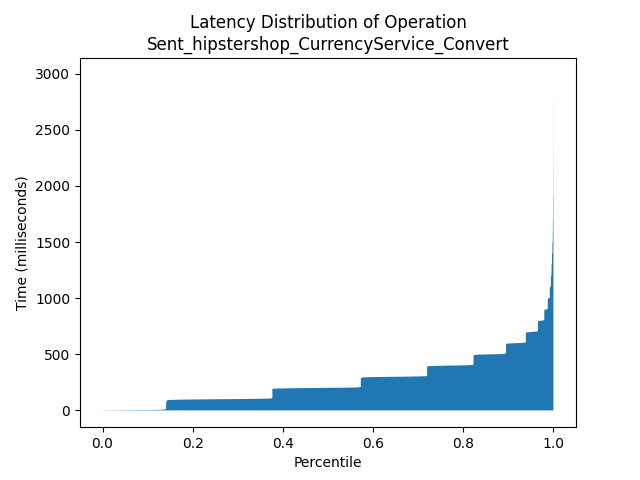 Latency Distribution of Operation
Sent_hipstershop_CurrencyService_Convert
3000
2500
2000
1500
1000
500
0
Time (milliseconds)
0.0 0.2 0.4 0.6 0.8 1.0
Percentile